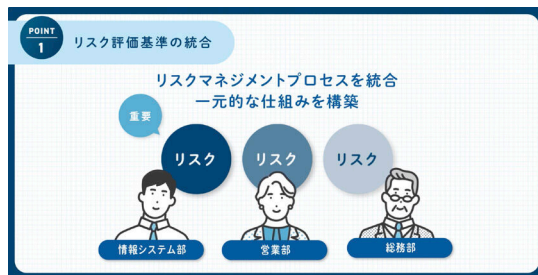 POINT
1
リスク評価基準の統合
リスクマネジメントプロセスを統合
一元的な仕組みを構築
重要
リスク
リスク
リスク
情報システム部
営業部
総務部